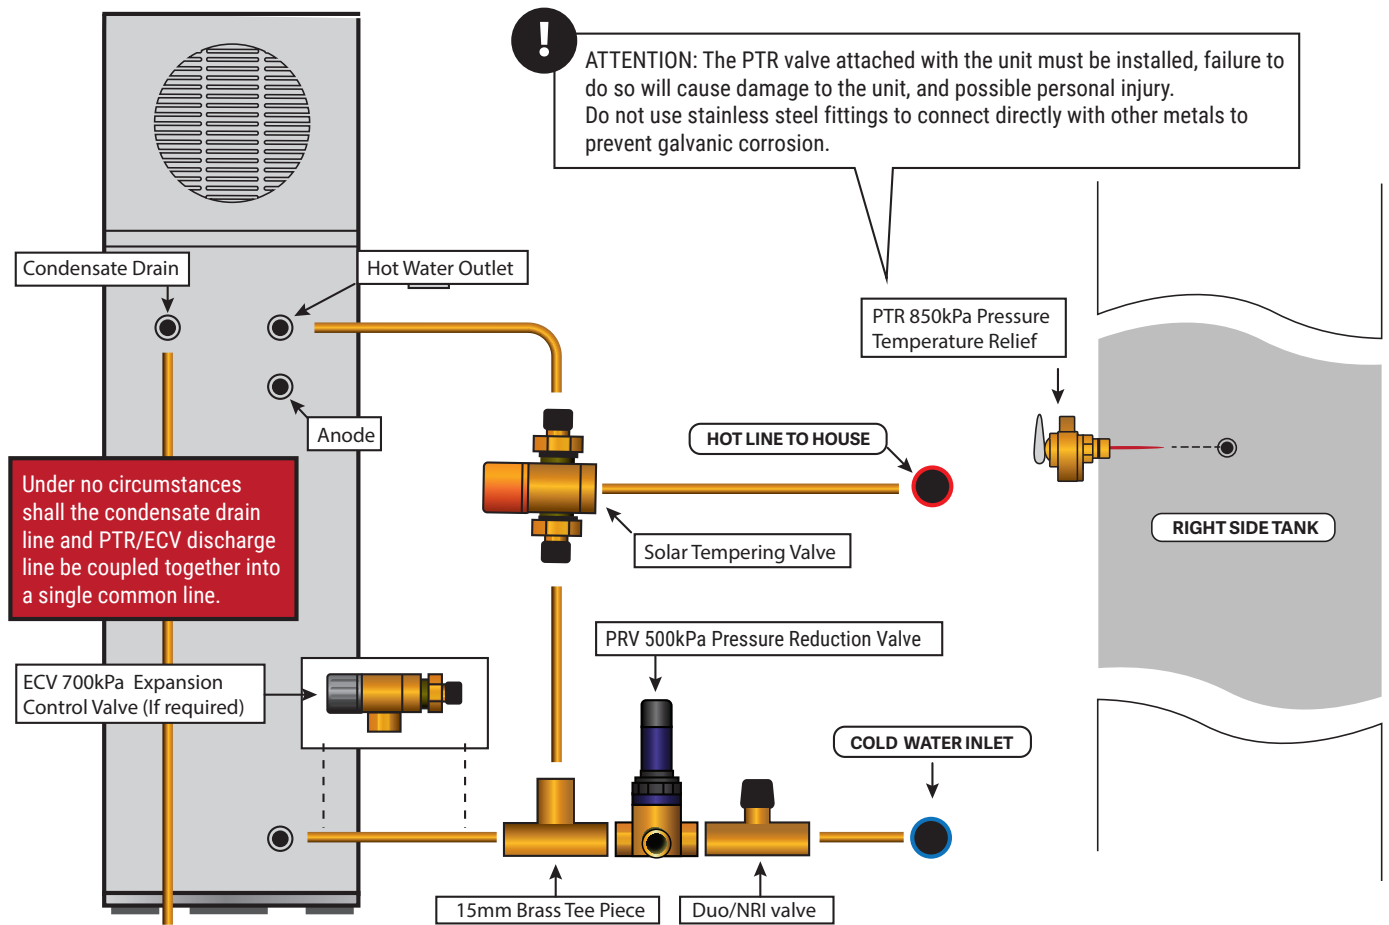 !
ATTENTION: The PTR valve attached with the unit must be installed, failure to
do so will cause damage to the unit, and possible personal injury.
Do not use stainless steel fittings to connect directly with other metals to
prevent galvanic corrosion.
Condensate Drain
Hot Water Outlet
PTR 850kPa Pressure
Temperature Relief
Anode
HOT LINE TO HOUSE
Under no circumstances
shall the condensate drain
line and PTR/ECV discharge
line be coupled together into
a single common line.
RIGHT SIDE TANK
Solar Tempering Valve
PRV 500kPa Pressure Reduction Valve
ECV 700kPa Expansion
Control Valve (If required)
COLD WATER INLET
15mm Brass Tee Piece
Duo/NRI valve